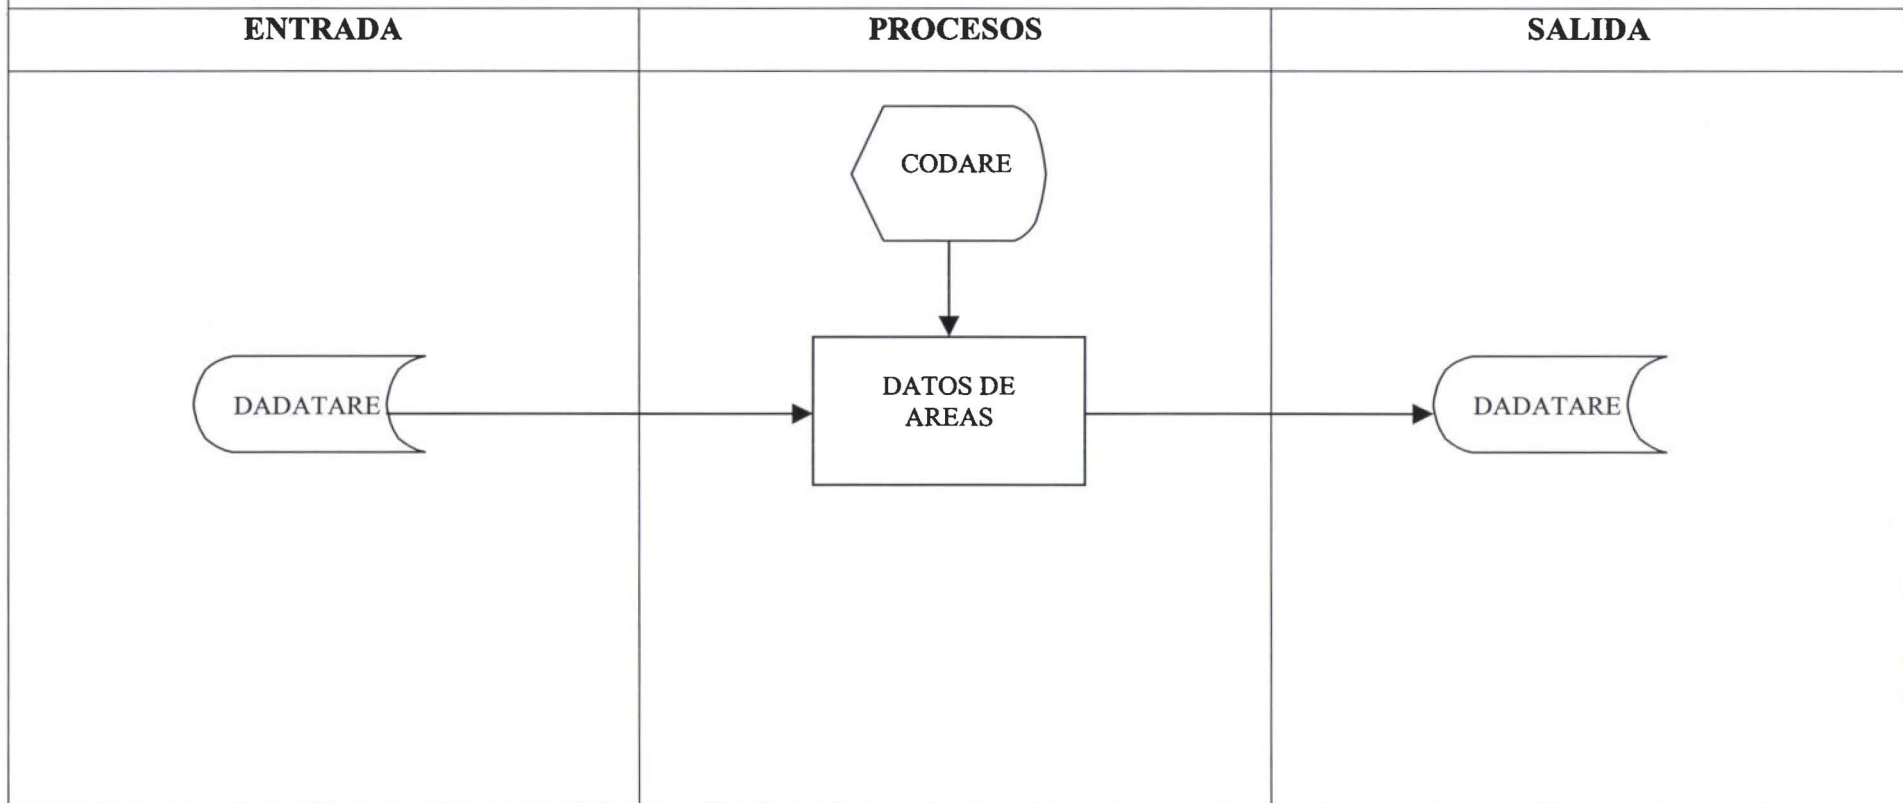 ENTRADA
PROCESOS
SALIDA
CODARE
DADATARE
DATOS DE
AREAS
DADATARE